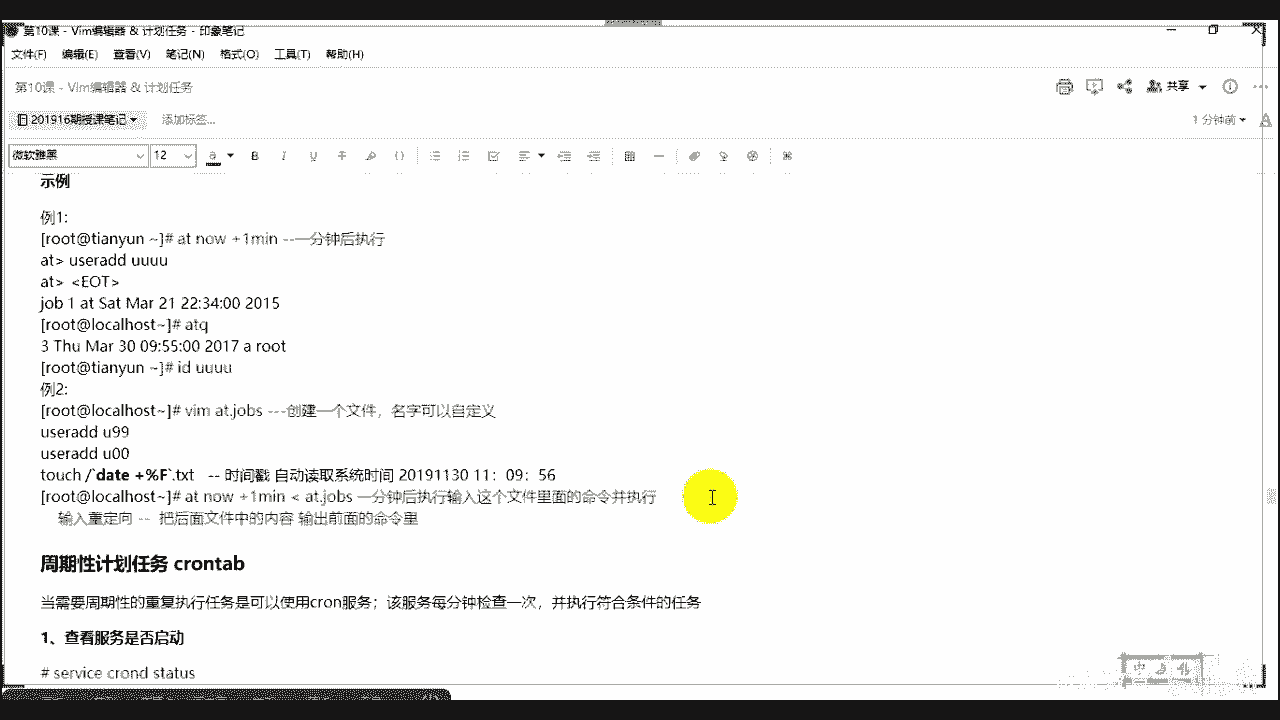 第10课 - Vim编辑器 & 计划任务 - 印象笔记
文件(F) 编辑(E) 查看(V) 笔记(N) 格式(O) 工具(T) 帮助(H)
第10课 - Vim编辑器 & 计划任务
共享
201916期授课笔记 添加标签...
1 分钟前
微软雅黑 12
示例
例1:
[root@tianyun ~]# at now +1min --一分钟后执行
at> useradd uuuu
at> <EOT>
job 1 at Sat Mar 21 22:34:00 2015
[root@localhost~]# atq
3 Thu Mar 30 09:55:00 2017 a root
[root@tianyun ~]# id uuuu
例2:
[root@localhost~]# vim at.jobs ---创建一个文件，名字可以自定义
useradd u99
useradd u00
touch /`date +%F`.txt -- 时间戳 自动读取系统时间 20191130 11：09：56
[root@localhost~]# at now +1min < at.jobs 一分钟后执行输入这个文件里面的命令并执行
输入重定向 -- 把后面文件中的内容 输出前面的命令里
周期性计划任务 crontab
当需要周期性的重复执行任务是可以使用cron服务；该服务每分钟检查一次，并执行符合条件的任务
1、查看服务是否启动
# service crond status